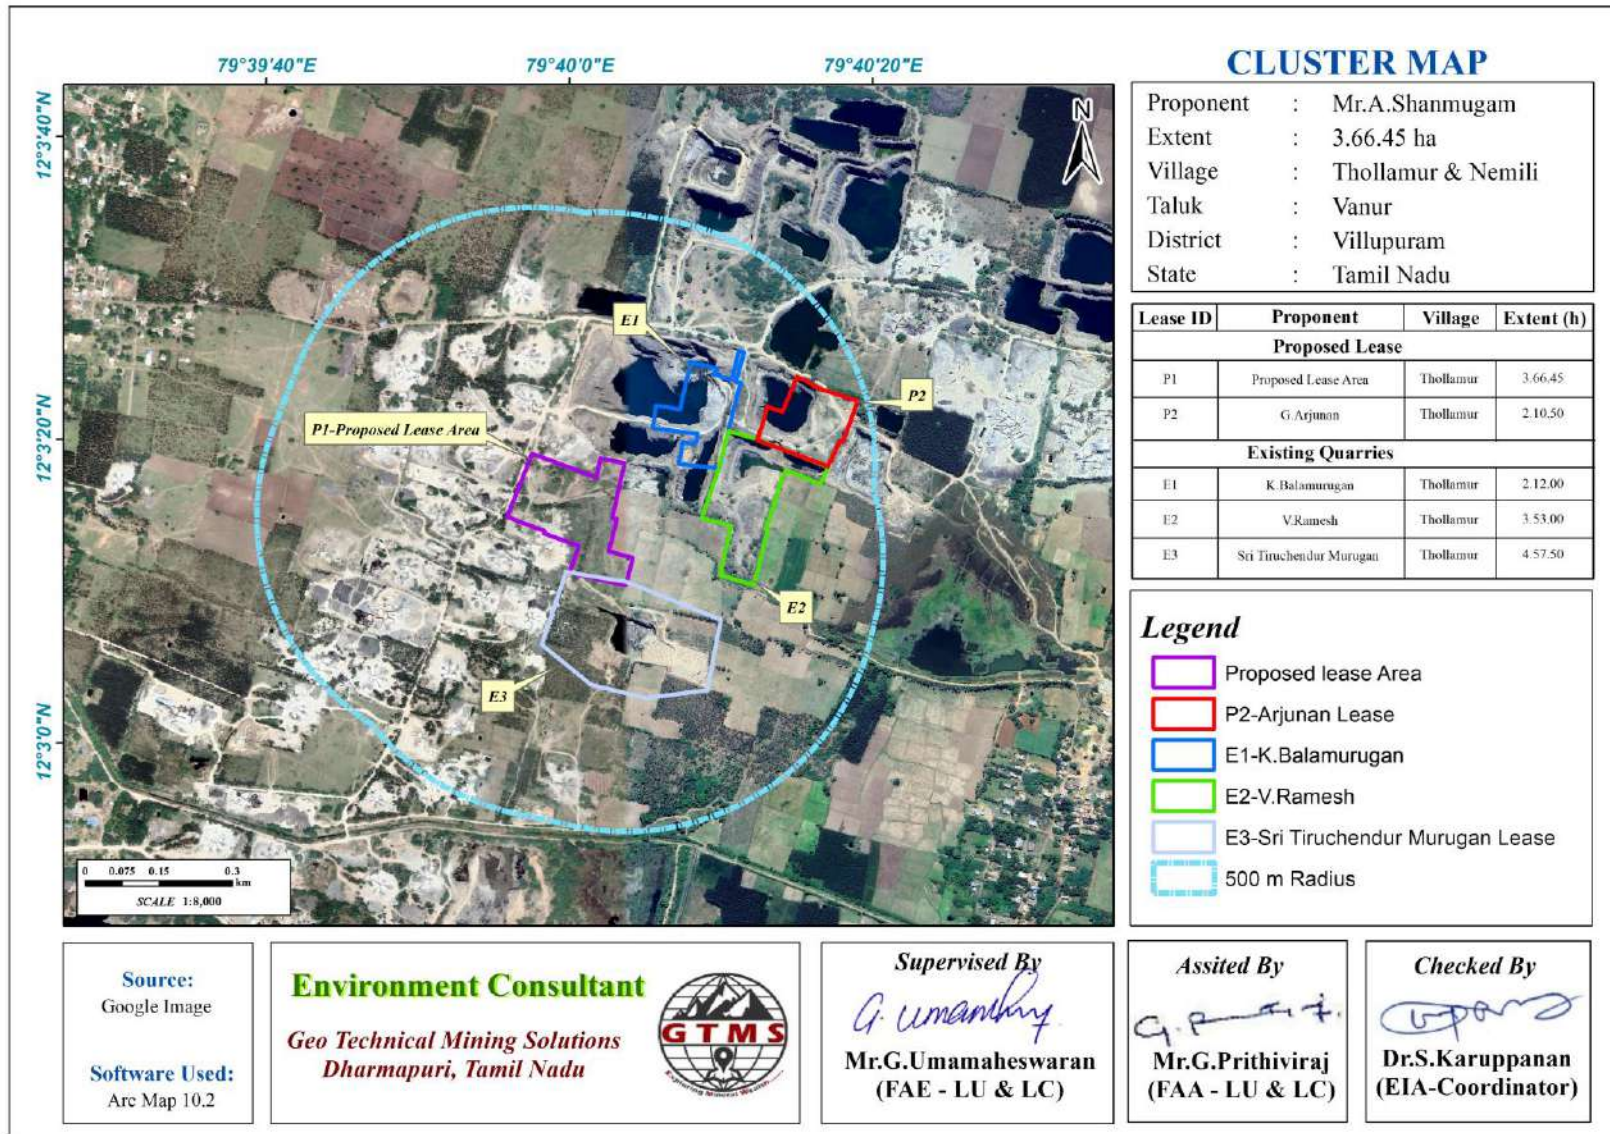 CLUSTER MAP
79°39'40"E 79°40'0"E 79°40'20"E
12°3'40"N
12°3'20"N
12°3'0"N
N
E1
P2
P1-Proposed Lease Area
E2
E3
0 0.075 0.15 0.3
km
SCALE 1:8,000
Proponent : Mr.A.Shanmugam
Extent : 3.66.45 ha
Village : Thollamur & Nemili
Taluk : Vanur
District : Villupuram
State : Tamil Nadu
Lease ID Proponent Village Extent (h)
Proposed Lease
P1 Proposed Lease Area Thollamur 3.66.45
P2 G.Arjunan Thollamur 2.10.50
Existing Quarries
E1 K.Balamurugan Thollamur 2.12.00
E2 V.Ramesh Thollamur 3.53.00
E3 Sri Tiruchendur Murugan Thollamur 4.57.50
Legend
Proposed lease Area
P2-Arjunan Lease
E1-K.Balamurugan
E2-V.Ramesh
E3-Sri Tiruchendur Murugan Lease
500 m Radius
Source:
Google Image
Software Used:
Arc Map 10.2
Environment Consultant
Geo Technical Mining Solutions
Dharmapuri, Tamil Nadu
GTMS
Exploring Mineral Wealth
Supervised By
Mr.G.Umamaheswaran
(FAE - LU & LC)
Assited By
Mr.G.Prithiviraj
(FAA - LU & LC)
Checked By
Dr.S.Karuppanan
(EIA-Coordinator)